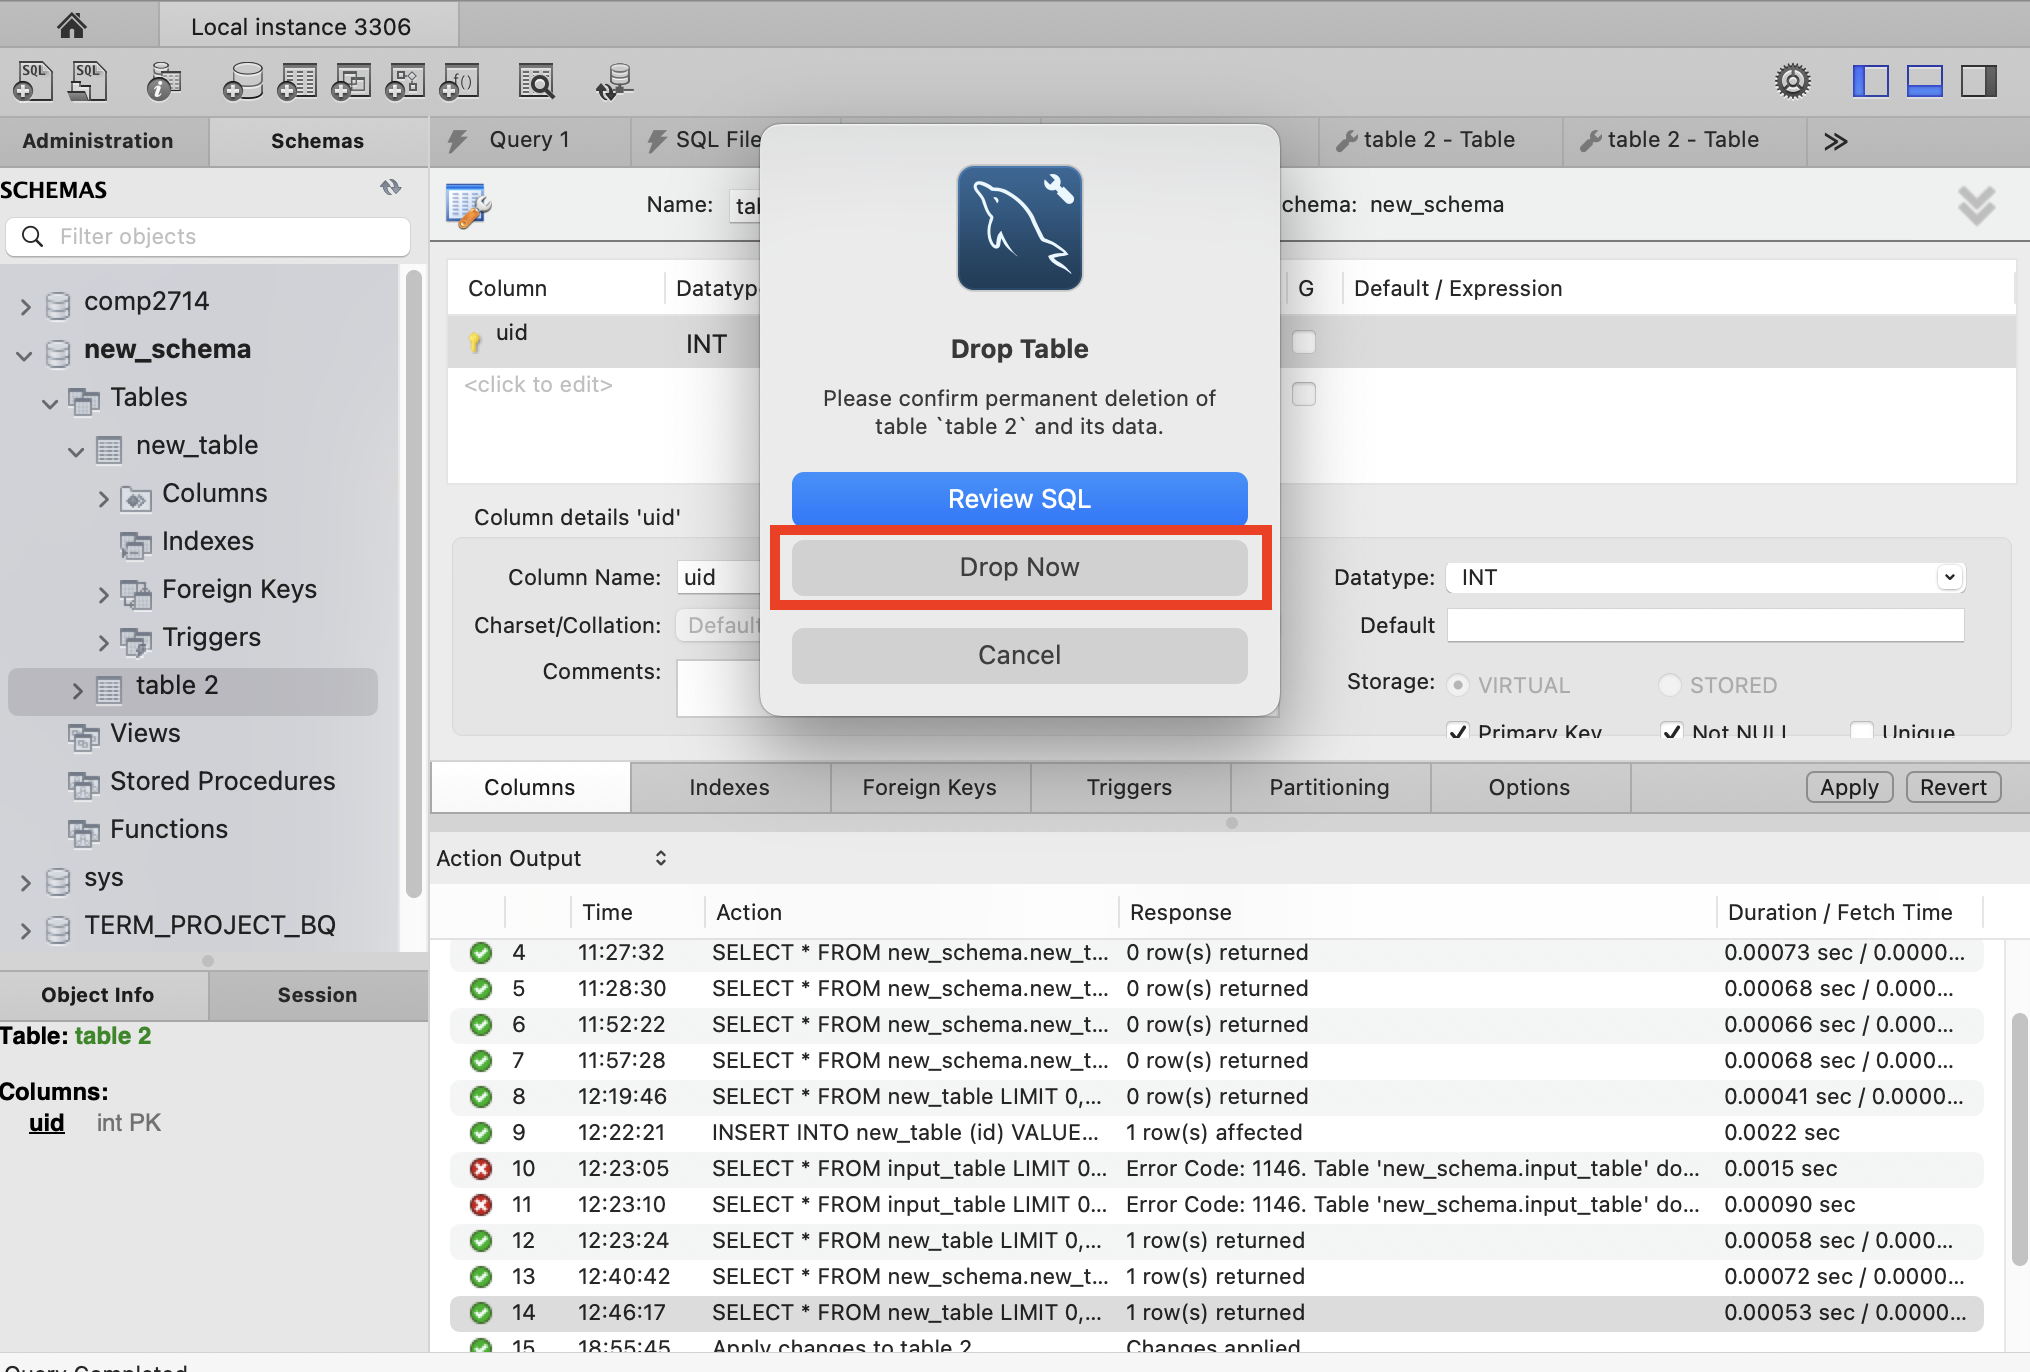 Local instance 3306
SQL SQL
Administration Schemas
Query 1 SQL File table 2 - Table table 2 - Table
SCHEMAS
Filter objects
comp2714
new_schema
Tables
new_table
Columns
Indexes
Foreign Keys
Triggers
table 2
Views
Stored Procedures
Functions
sys
TERM_PROJECT_BQ
Object Info Session
Table: table 2
Columns:
uid int PK
Name: chema: new_schema
Column Datatyp G Default / Expression
uid INT
<click to edit>
Column details 'uid'
Column Name: uid Datatype: INT
Charset/Collation: Default Default
Comments: Storage: VIRTUAL STORED
Primary Key Not NULL Unique
Drop Table
Please confirm permanent deletion of
table `table 2` and its data.
Review SQL
Drop Now
Cancel
Columns Indexes Foreign Keys Triggers Partitioning Options Apply Revert
Action Output
Time Action Response Duration / Fetch Time
4 11:27:32 SELECT * FROM new_schema.new_t... 0 row(s) returned 0.00073 sec / 0.0000...
5 11:28:30 SELECT * FROM new_schema.new_t... 0 row(s) returned 0.00068 sec / 0.000...
6 11:52:22 SELECT * FROM new_schema.new_t... 0 row(s) returned 0.00066 sec / 0.000...
7 11:57:28 SELECT * FROM new_schema.new_t... 0 row(s) returned 0.00068 sec / 0.000...
8 12:19:46 SELECT * FROM new_table LIMIT 0,... 0 row(s) returned 0.00041 sec / 0.0000...
9 12:22:21 INSERT INTO new_table (id) VALUE... 1 row(s) affected 0.0022 sec
10 12:23:05 SELECT * FROM input_table LIMIT 0... Error Code: 1146. Table 'new_schema.input_table' do... 0.0015 sec
11 12:23:10 SELECT * FROM input_table LIMIT 0... Error Code: 1146. Table 'new_schema.input_table' do... 0.00090 sec
12 12:23:24 SELECT * FROM new_table LIMIT 0,... 1 row(s) returned 0.00058 sec / 0.000...
13 12:40:42 SELECT * FROM new_schema.new_t... 1 row(s) returned 0.00072 sec / 0.0000...
14 12:46:17 SELECT * FROM new_table LIMIT 0,... 1 row(s) returned 0.00053 sec / 0.0000...
15 18:55:45 Apply changes to table 2 Changes applied
Query Completed